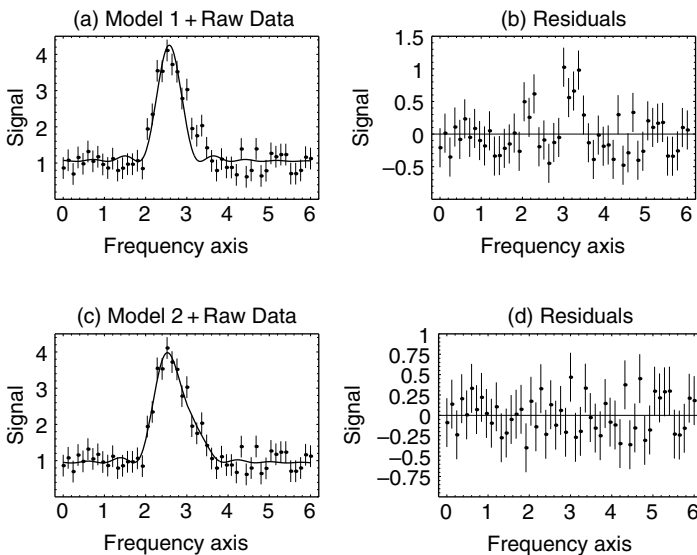 (a) Model 1 + Raw Data
4
3
2
1
Signal
0 1 2 3 4 5 6
Frequency axis
(b) Residuals
1.5
1
0.5
0
−0.5
Signal
0 1 2 3 4 5 6
Frequency axis
(c) Model 2 + Raw Data
4
3
2
1
Signal
0 1 2 3 4 5 6
Frequency axis
(d) Residuals
1
0.75
0.5
0.25
0
−0.25
−0.5
−0.75
Signal
0 1 2 3 4 5 6
Frequency axis